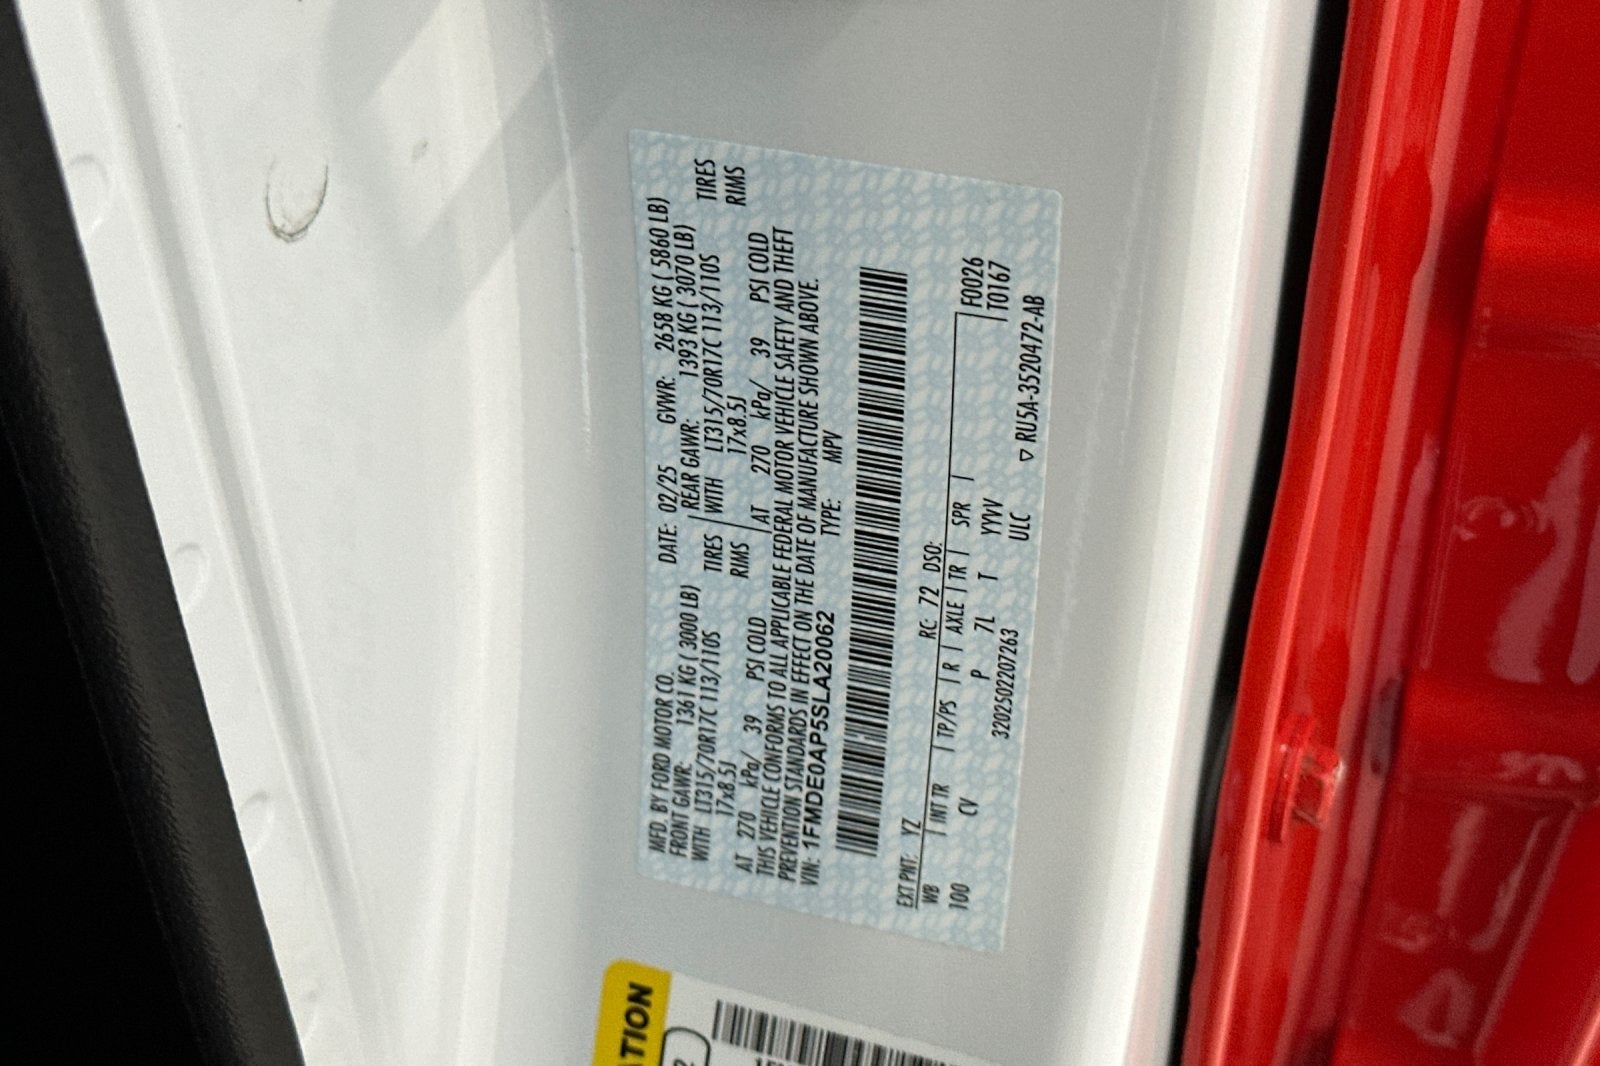 MFD. BY FORD MOTOR CO. DATE: 02/25 GVWR: 2658 KG ( 5860 LB)
FRONT GAWR: 1361 KG ( 3000 LB) REAR GAWR: 1393 KG ( 3070 LB)
WITH LT315/70R17C 113/110S TIRES WITH LT315/70R17C 113/110S TIRES
17x8.5J RIMS 17x8.5J RIMS
AT 270 kPa/ 39 PSI COLD AT 270 kPa/ 39 PSI COLD
THIS VEHICLE CONFORMS TO ALL APPLICABLE FEDERAL MOTOR VEHICLE SAFETY AND THEFT
PREVENTION STANDARDS IN EFFECT ON THE DATE OF MANUFACTURE SHOWN ABOVE.
VIN: 1FMDE0AP5SLA20062 TYPE: MPV
EXT PNT: YZ RC: 72 DSO: F0026
WB INT TR TP/PS R AXLE TR SPR T0167
100 CV P 7L T YYVV
3202502207263 ULC ▽ RU5A-3520472-AB